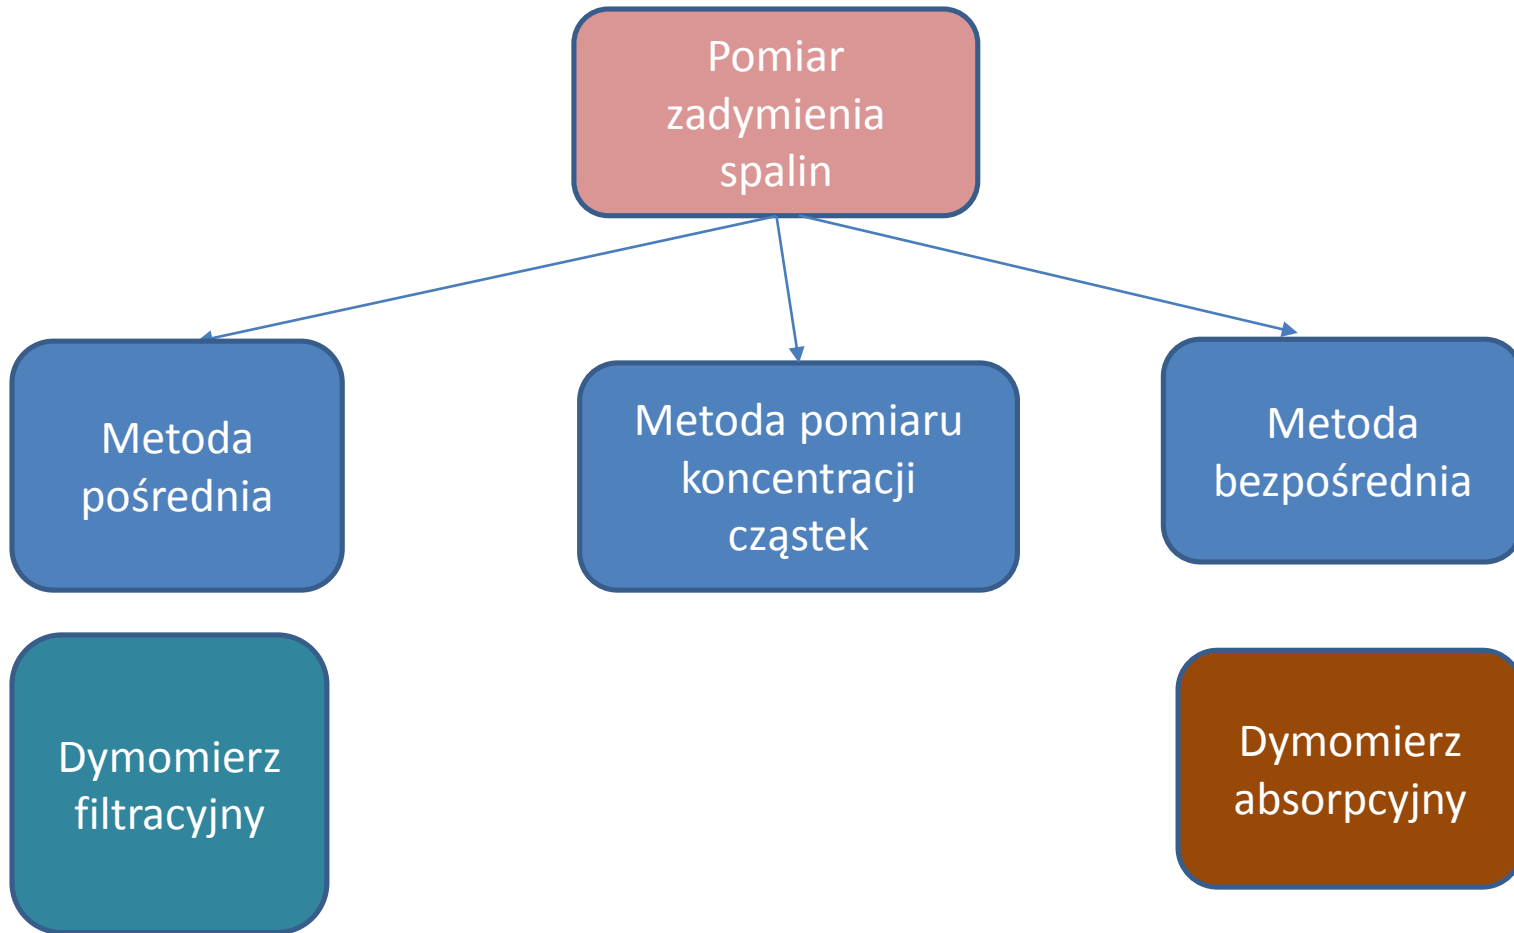 Pomiar
zadymienia
spalin
Metoda
pośrednia
Metoda pomiaru
koncentracji
cząstek
Metoda
bezpośrednia
Dymomierz
filtracyjny
Dymomierz
absorpcyjny